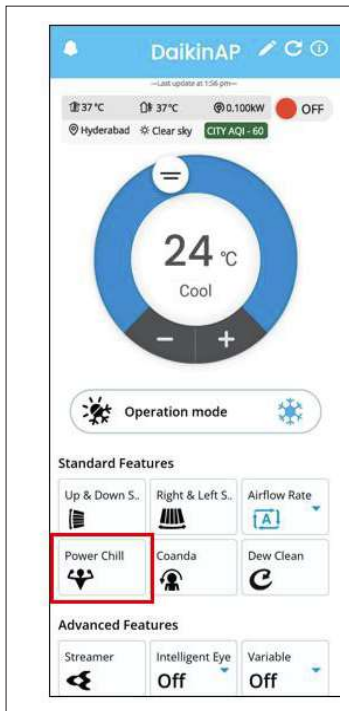 DaikinAP
—Last update at 1:56 pm—
37 °C 37°C 0.100kW OFF
Hyderabad Clear sky CITY AQI - 60
24 °C
Cool
− +
Operation mode
Standard Features
Up & Down S.. Right & Left S.. Airflow Rate
A
Power Chill Coanda Dew Clean
Advanced Features
Streamer Intelligent Eye Variable
Off Off